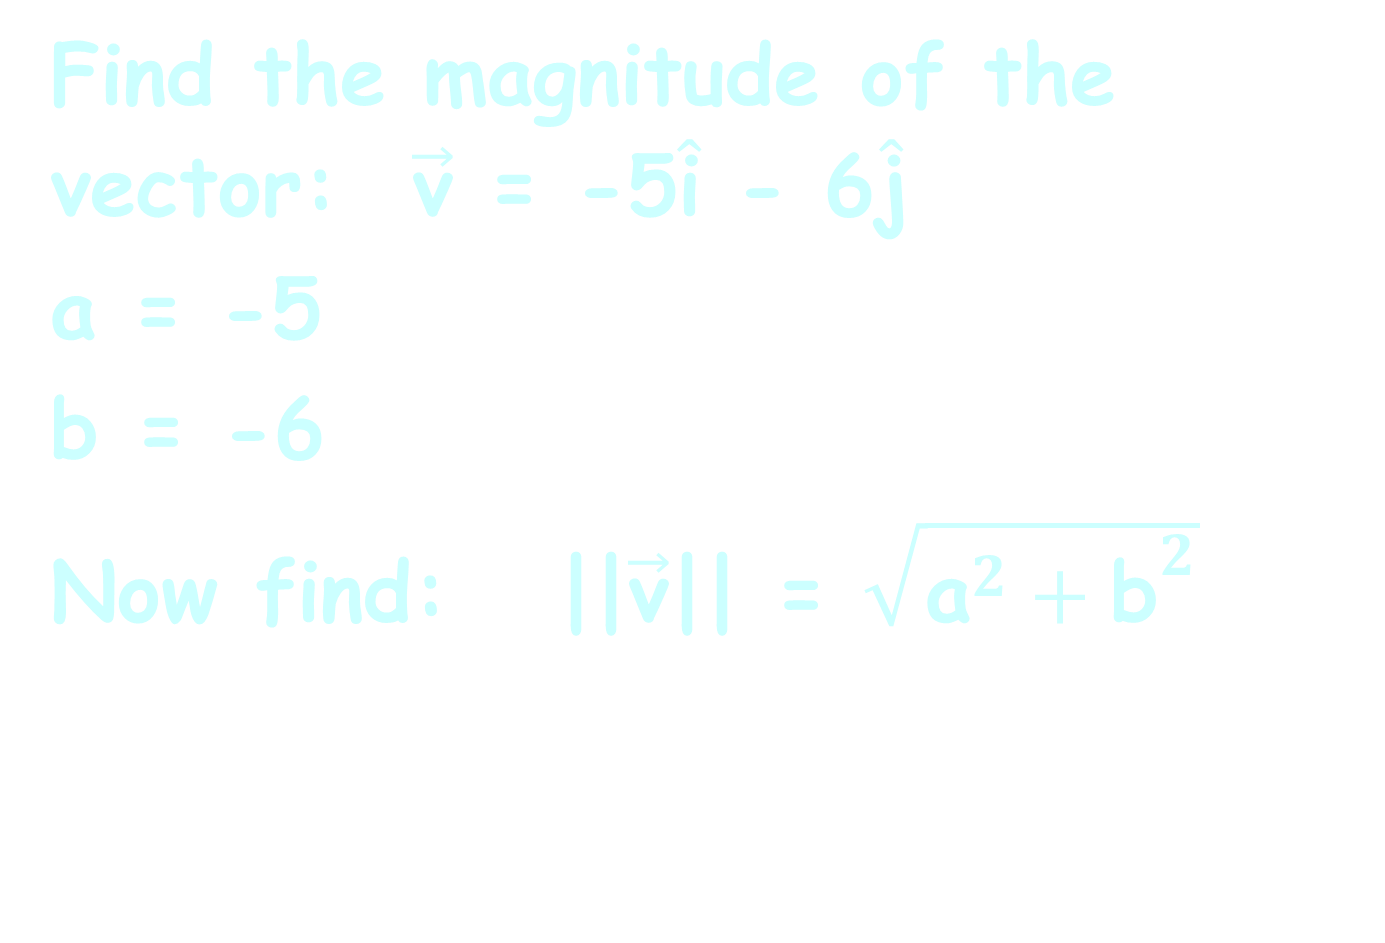 Find the magnitude of the
vector: v⃗ = -5î - 6ĵ
a = -5
b = -6
Now find: ||v⃗|| = √(a² + b²)